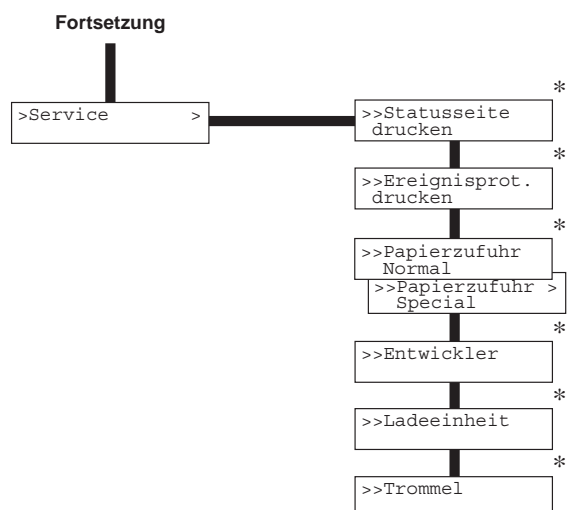 Fortsetzung
*
>Service >
>>Statusseite
drucken
*
>>Ereignisprot.
drucken
*
>>Papierzufuhr
Normal
>>Papierzufuhr >
Special
*
>>Entwickler
*
>>Ladeeinheit
*
>>Trommel